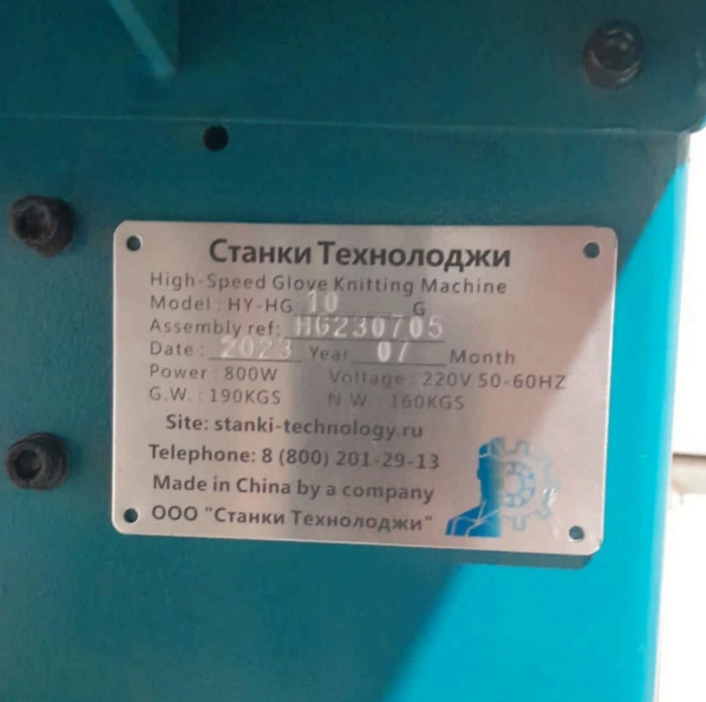 Станки Технолоджи
High-Speed Glove Knitting Machine
Model: HY-HG 10 G
Assembly ref: HG230705
Date: 2023 Year 07 Month
Power: 800W Voltage: 220V 50-60HZ
G.W.: 190KGS N.W.: 160KGS
Site: stanki-technology.ru
Telephone: 8 (800) 201-29-13
Made in China by a company
ООО "Станки Технолоджи"